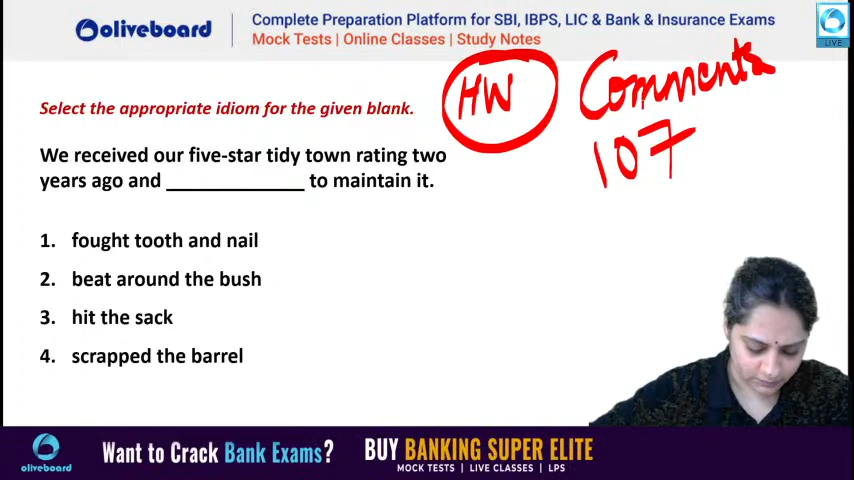 oliveboard
Complete Preparation Platform for SBI, IBPS, LIC & Bank & Insurance Exams
Mock Tests | Online Classes | Study Notes
LIVE
HW
Comments
107
Select the appropriate idiom for the given blank.
We received our five-star tidy town rating two
years ago and _____________ to maintain it.
1. fought tooth and nail
2. beat around the bush
3. hit the sack
4. scrapped the barrel
oliveboard
Want to Crack Bank Exams?
BUY BANKING SUPER ELITE
MOCK TESTS | LIVE CLASSES | LPS